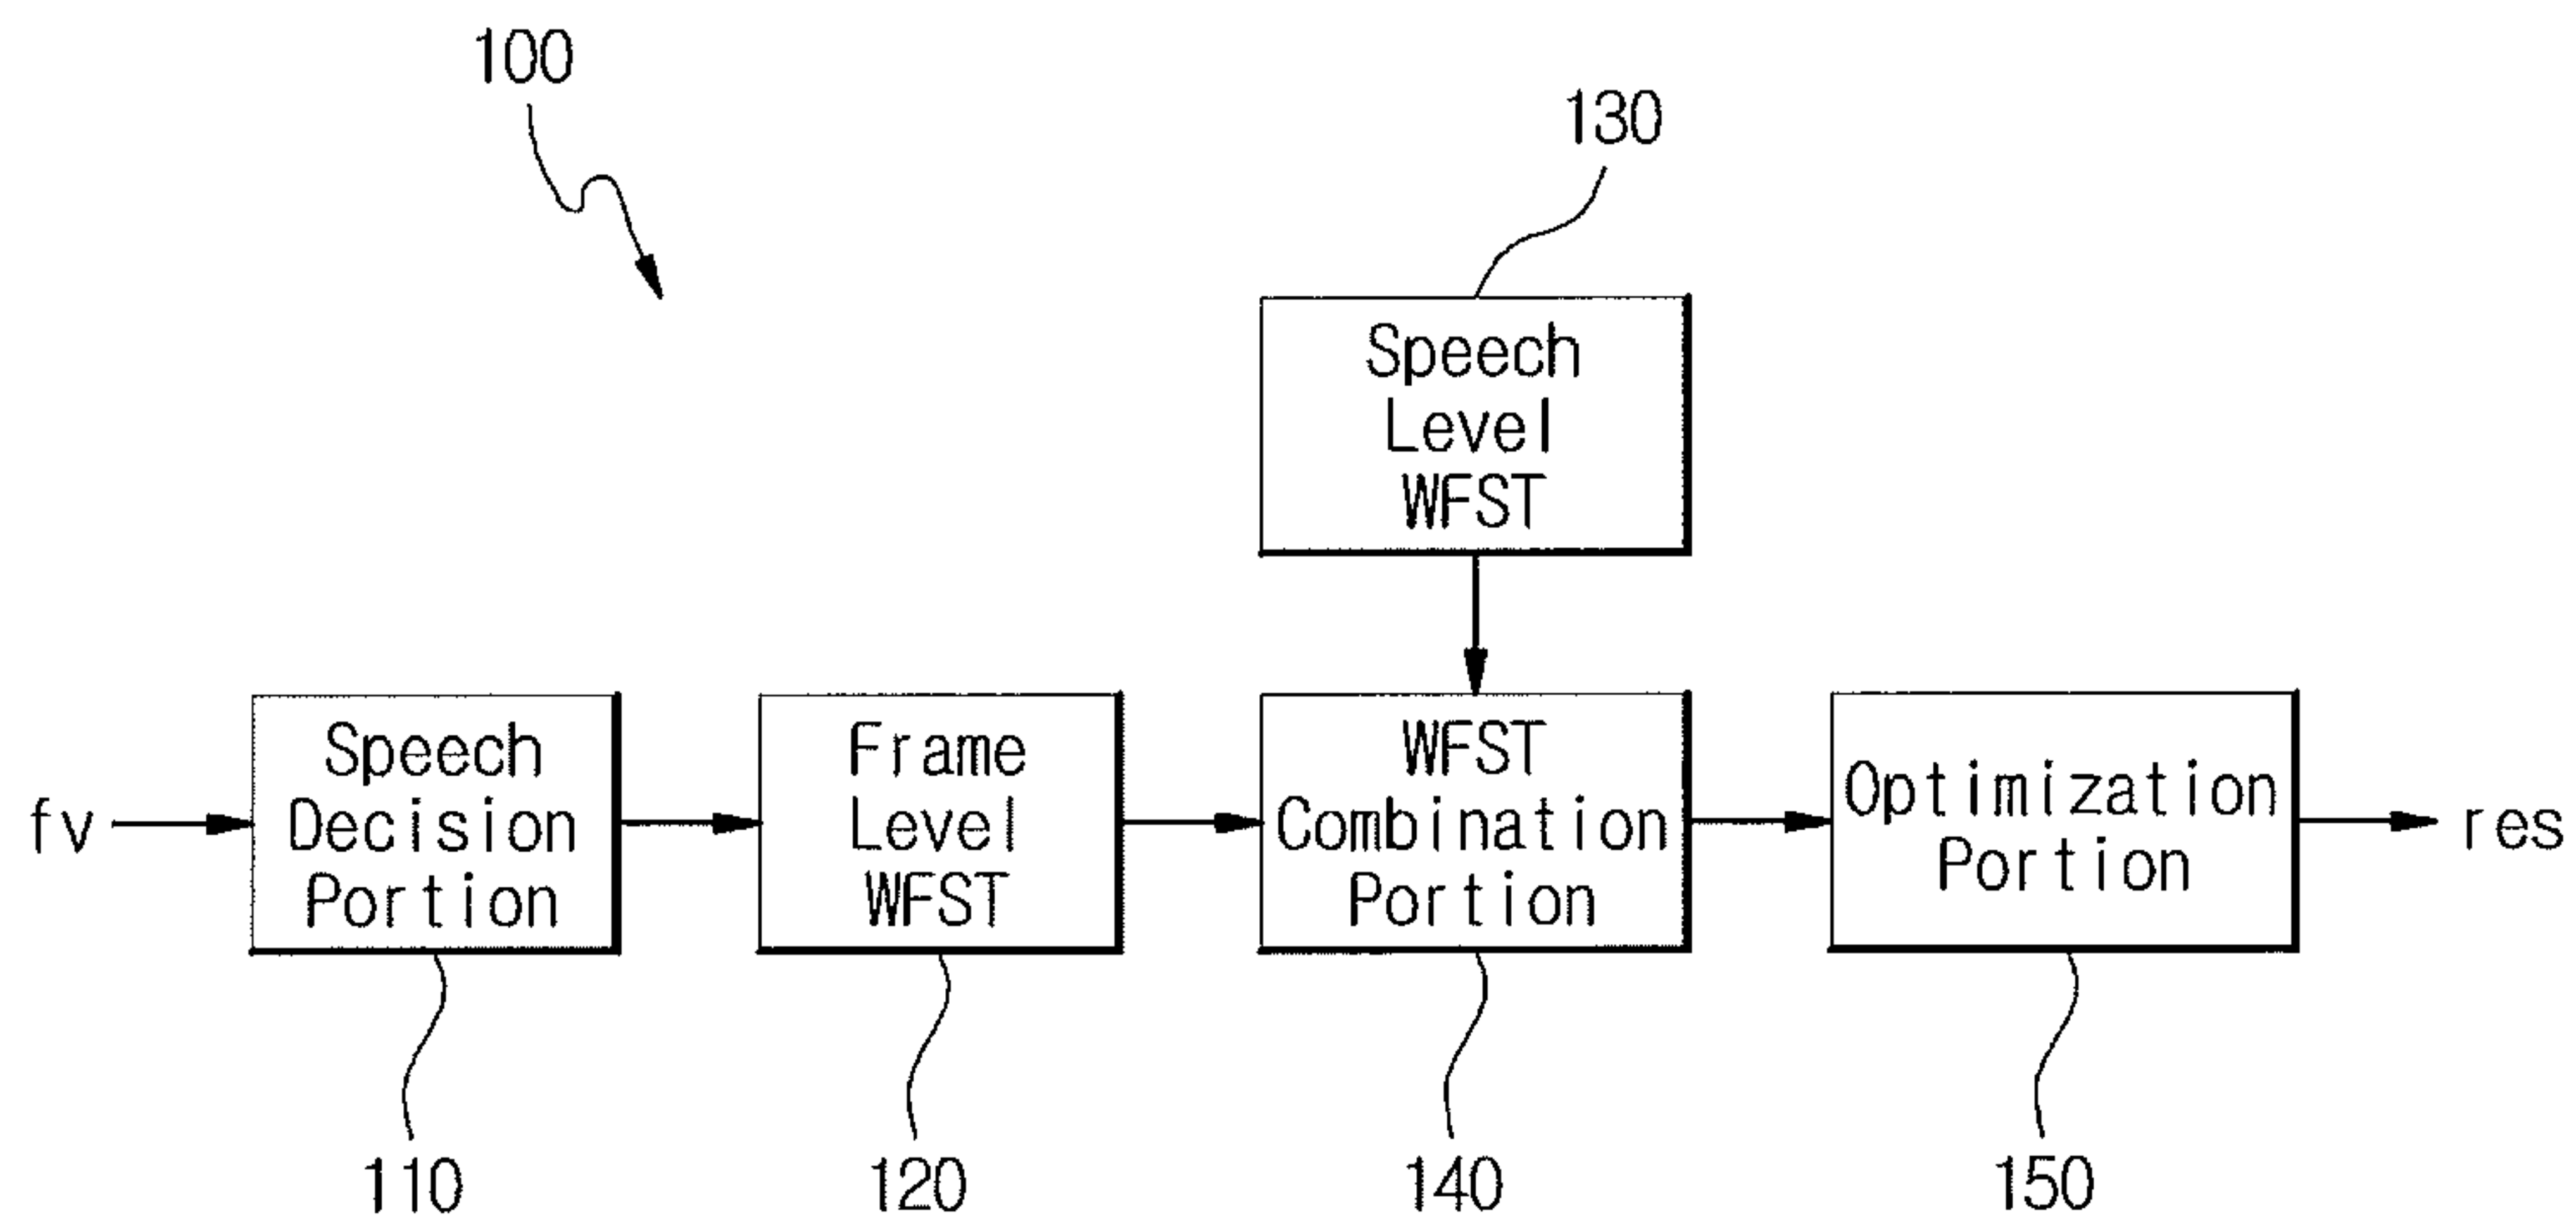 100
130
Speech
Level
WFST
fv
Speech
Decision
Portion
Frame
Level
WFST
WFST
Combination
Portion
Optimization
Portion
res
110
120
140
150